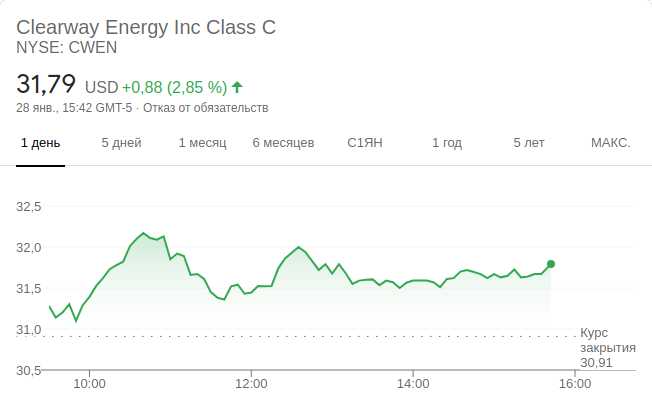 Clearway Energy Inc Class C
NYSE: CWEN
31,79 USD +0,88 (2,85 %)
28 янв., 15:42 GMT-5 · Отказ от обязательств
1 день 5 дней 1 месяц 6 месяцев С1ЯН 1 год 5 лет МАКС.
32,5
32,0
31,5
31,0
Курс
закрытия
30,91
30,5
10:00 12:00 14:00 16:00